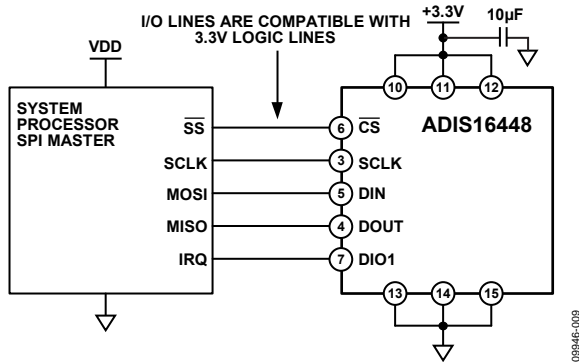 I/O LINES ARE COMPATIBLE WITH
3.3V LOGIC LINES
+3.3V
10µF
VDD
10
11
12
SYSTEM
PROCESSOR
SPI MASTER
ADIS16448
SS
6
CS
SCLK
3
SCLK
MOSI
5
DIN
MISO
4
DOUT
IRQ
7
DIO1
13
14
15
09946-009